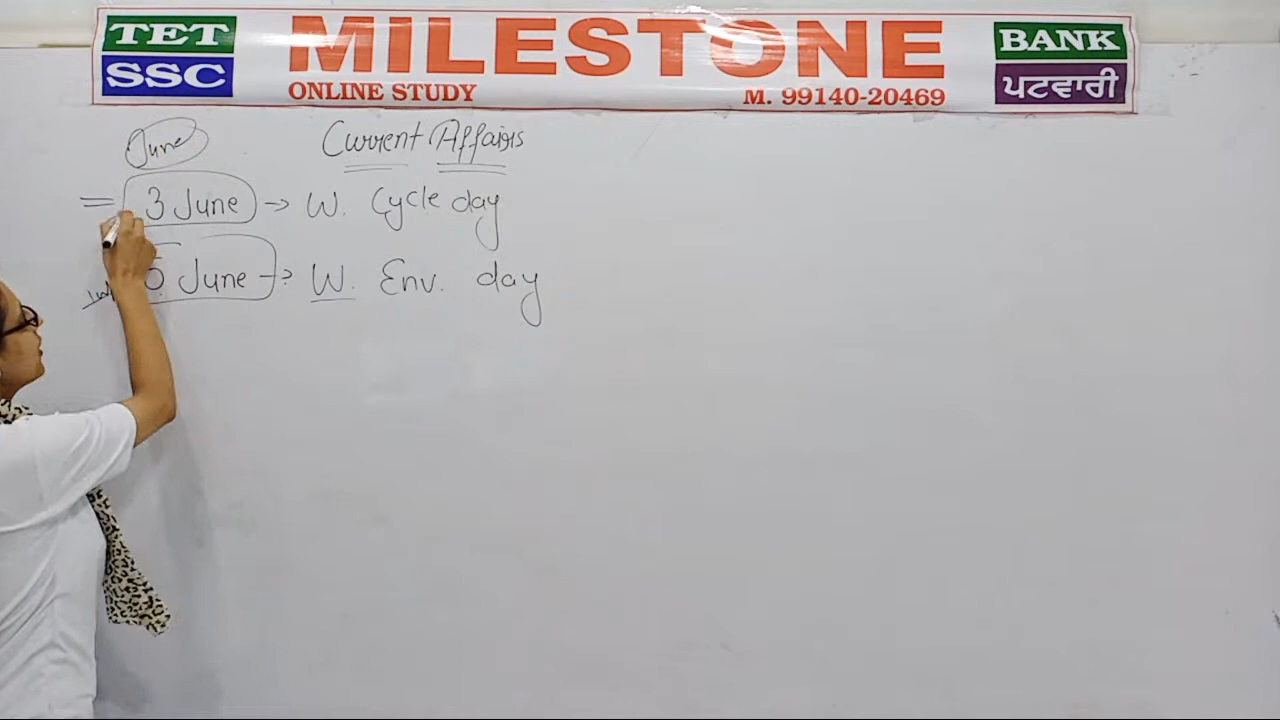 TET
SSC
MILESTONE
ONLINE STUDY
M. 99140-20469
BANK
ਪਟਵਾਰੀ
June
Current Affairs
= 3 June → W. Cycle day
5 June → W. Env. day